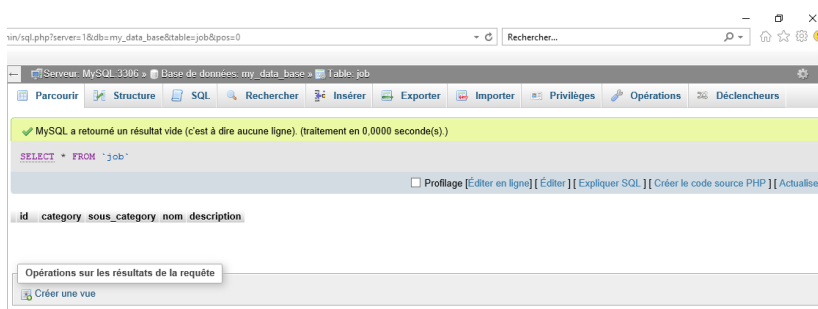 nin/sql.php?server=1&db=my_data_base&table=job&pos=0
Rechercher...
Serveur: MySQL:3306 » Base de données: my_data_base » Table: job
Parcourir Structure SQL Rechercher Insérer Exporter Importer Privilèges Opérations Déclencheurs
MySQL a retourné un résultat vide (c'est à dire aucune ligne). (traitement en 0,0000 seconde(s).)
SELECT * FROM `job`
Profilage [Éditer en ligne] [ Éditer ] [ Expliquer SQL ] [ Créer le code source PHP ] [ Actualise
id category sous_category nom description
Opérations sur les résultats de la requête
Créer une vue